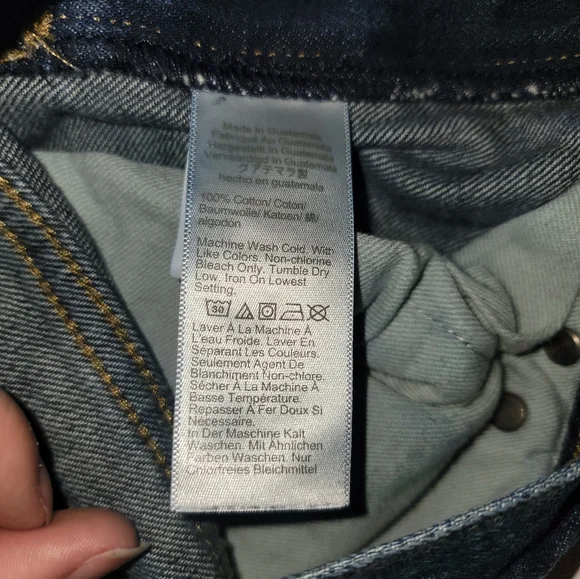 Made in Guatemala
Fabriqué Au Guatemala
Hergestellt In Guatemala
Vervaardigd In Guatemala
グアテマラ製
hecho en guatemala
100% Cotton/ Coton/
Baumwolle/ Katoen/ 綿/
algodón
Machine Wash Cold. With
Like Colors. Non-chlorine
Bleach Only. Tumble Dry
Low. Iron On Lowest
Setting.
30
Laver À La Machine À
L'eau Froide. Laver En
Séparant Les Couleurs.
Seulement Agent De
Blanchiment Non-chlore.
Sécher À La Machine À
Basse Température.
Repasser À Fer Doux Si
Nécessaire.
In Der Maschine Kalt
Waschen. Mit Ähnlichen
Farben Waschen. Nur
Chlorfreies Bleichmittel